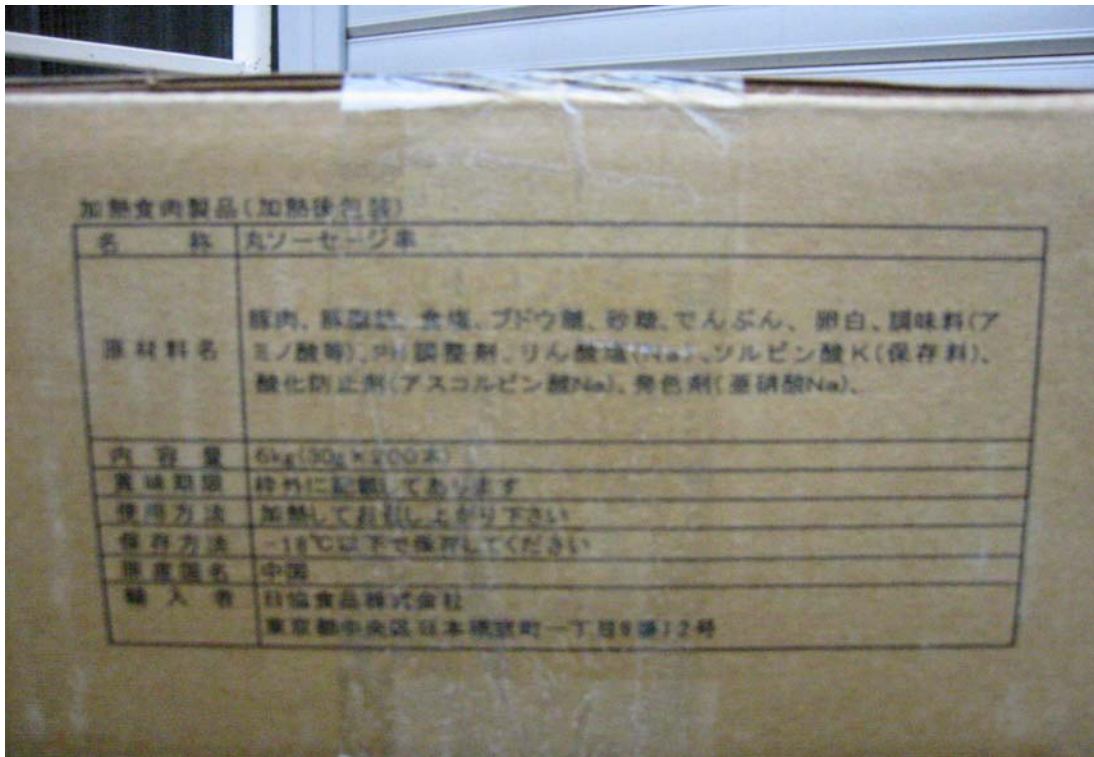 加熱食肉製品(加熱後包装)
名称 丸ソーセージ串
豚肉、豚脂肪、食塩、ブドウ糖、砂糖、でんぷん、卵白、調味料(ア
原材料名 ミノ酸等)、PH調整剤、りん酸塩(Na)、ソルビン酸K(保存料)、
酸化防止剤(アスコルビン酸Na)、発色剤(亜硝酸Na)、
内容量 6kg(30g×200本)
賞味期限 枠外に記載してあります
使用方法 加熱してお召し上がり下さい
保存方法 -18℃以下で保存してください
原産国名 中国
輸入者 日協食品株式会社
東京都中央区日本橋町一丁目9番12号